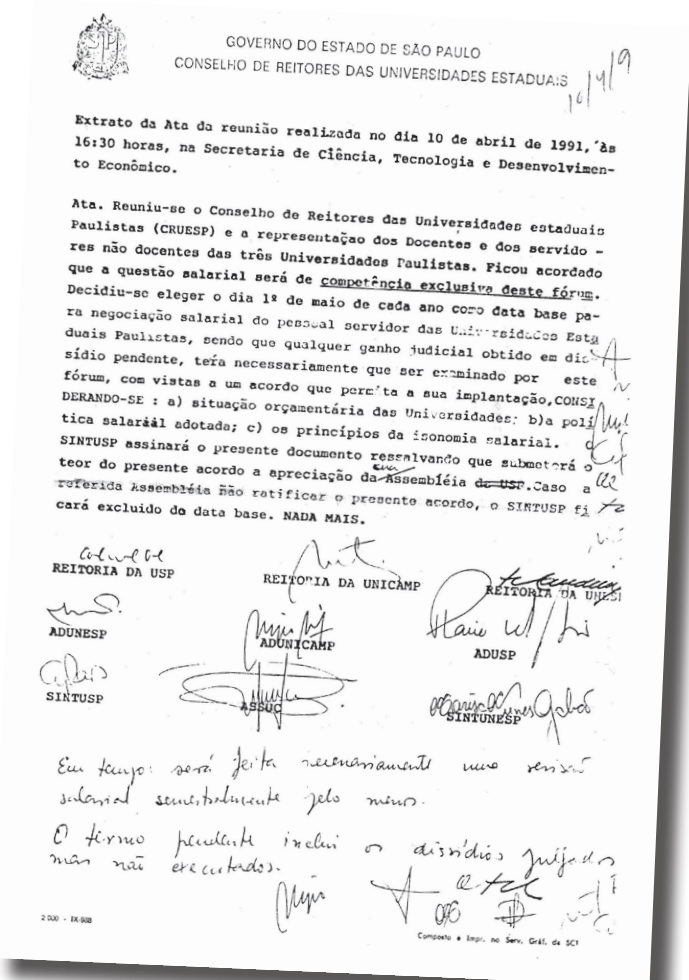 GOVERNO DO ESTADO DE SÃO PAULO
CONSELHO DE REITORES DAS UNIVERSIDADES ESTADUAIS
10/4/9
Extrato da Ata da reunião realizada no dia 10 de abril de 1991, às
16:30 horas, na Secretaria de Ciência, Tecnologia e Desenvolvimen-
to Econômico.
Ata. Reuniu-se o Conselho de Reitores das Universidades estaduais
Paulistas (CRUESP) e a representação dos Docentes e dos servido -
res não docentes das três Universidades Paulistas. Ficou acordado
que a questão salarial será de competência exclusiva deste fórum.
Decidiu-se eleger o dia 1º de maio de cada ano como data base pa-
ra negociação salarial do pessoal servidor das Universidades Esta
duais Paulistas, sendo que qualquer ganho judicial obtido em dis
sídio pendente, terá necessariamente que ser examinado por este
fórum, com vistas a um acordo que permita a sua implantação,CONSI
DERANDO-SE : a) situação orçamentária das Universidades; b)a polí
tica salarial adotada; c) os princípios da isonomia salarial. O
SINTUSP assinará o presente documento ressalvando que submeterá o
teor do presente acordo a apreciação da sua Assembléia da USP.Caso a
referida Assembléia não ratificar o presente acordo, o SINTUSP fi
cará excluido da data base. NADA MAIS.
REITORIA DA USP
REITORIA DA UNICAMP
REITORIA DA UNESP
ADUNESP
ADUNICAMP
ADUSP
SINTUSP
ASSUC
SINTUNESP
Em tempo: será feita necessariamente uma revisão
salarial semestralmente pelo menos.
O termo pendente inclui os dissídios julgados
mas não executados.
2 000 - IX-988
Composto e Impr. no Serv. Gráf. de SCT